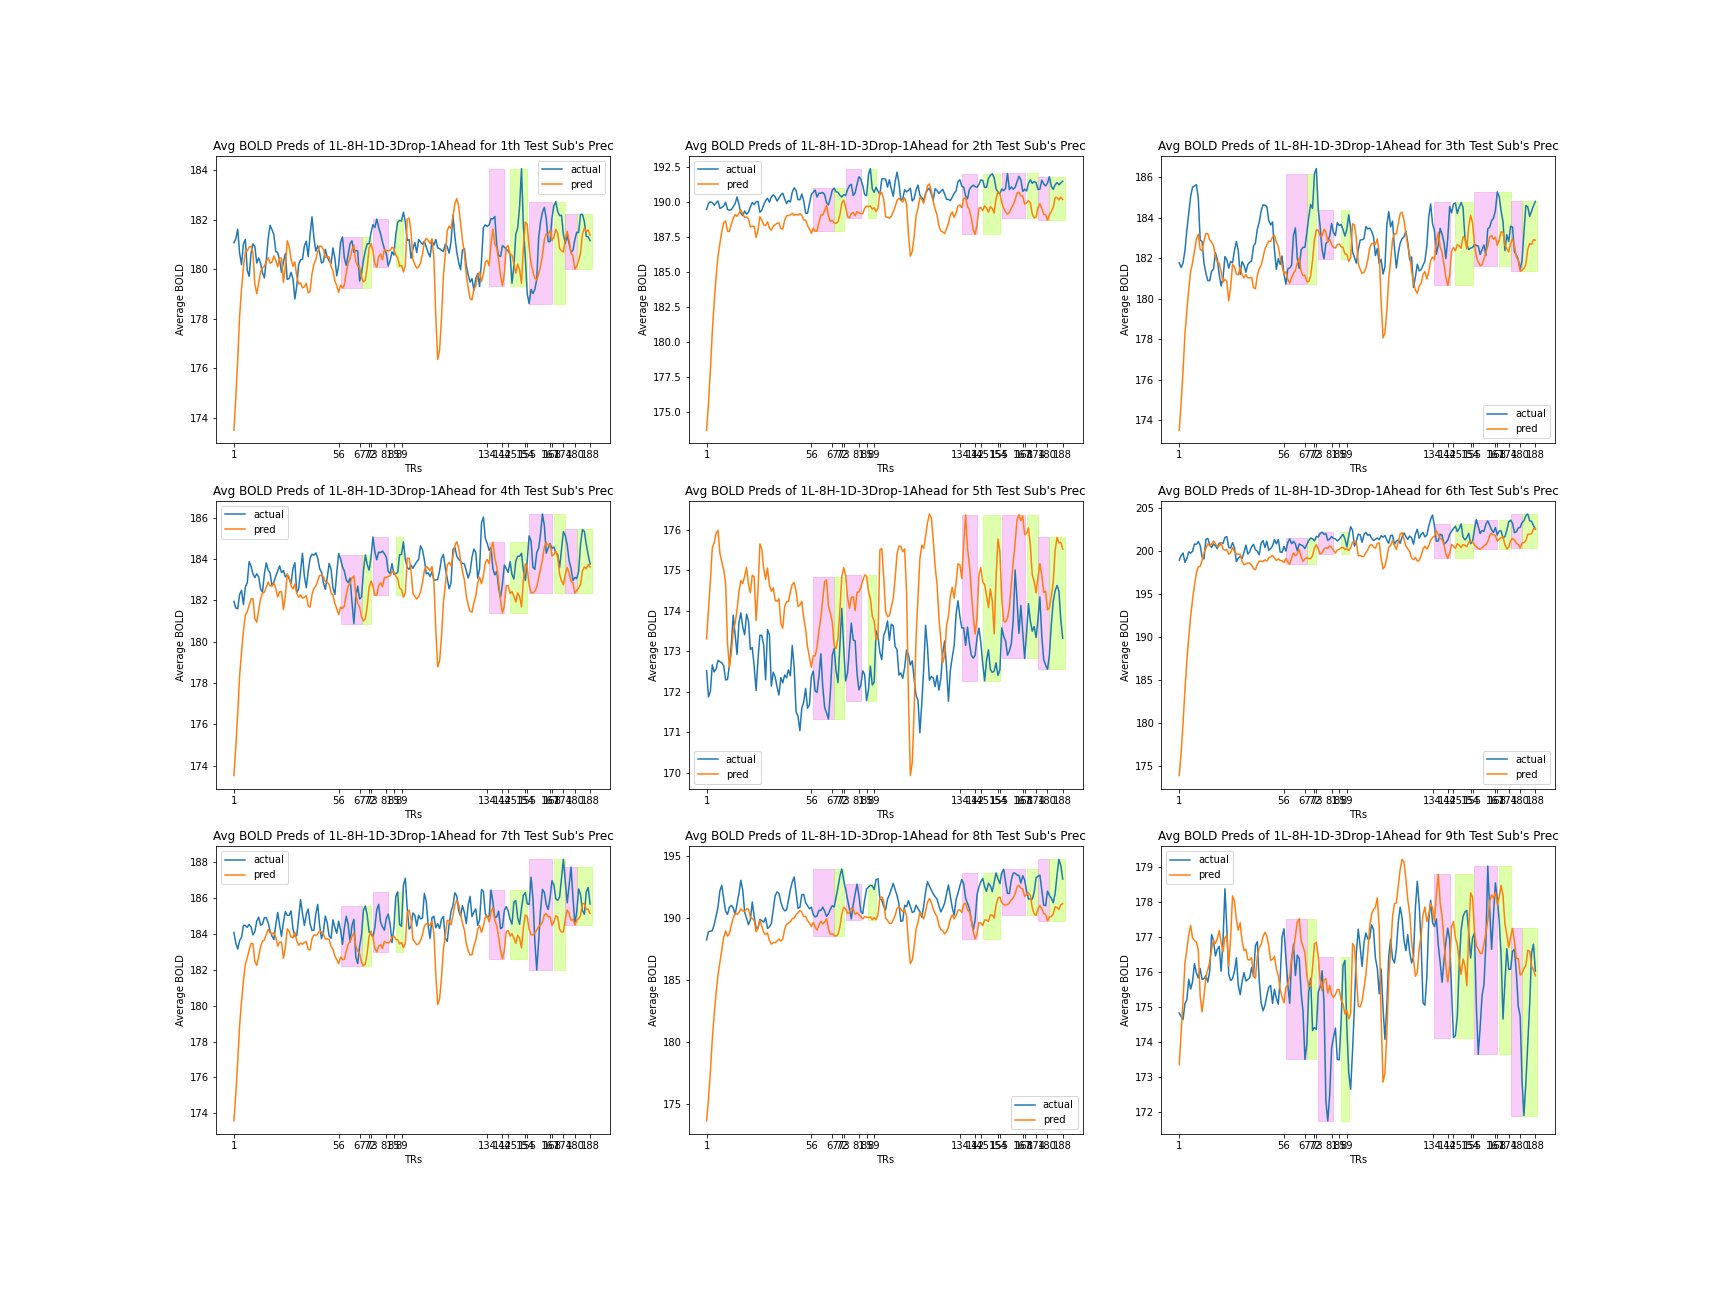 Avg BOLD Preds of 1L-8H-1D-3Drop-1Ahead for 1th Test Sub's Prec
Avg BOLD Preds of 1L-8H-1D-3Drop-1Ahead for 2th Test Sub's Prec
Avg BOLD Preds of 1L-8H-1D-3Drop-1Ahead for 3th Test Sub's Prec
actual
pred
184
182
180
178
176
174
Average BOLD
1 56 134 188
TRs
actual
pred
192.5
190.0
187.5
185.0
182.5
180.0
177.5
175.0
Average BOLD
1 56 134 188
TRs
186
184
182
180
178
176
174
Average BOLD
actual
pred
1 56 134 188
TRs
Avg BOLD Preds of 1L-8H-1D-3Drop-1Ahead for 4th Test Sub's Prec
Avg BOLD Preds of 1L-8H-1D-3Drop-1Ahead for 5th Test Sub's Prec
Avg BOLD Preds of 1L-8H-1D-3Drop-1Ahead for 6th Test Sub's Prec
actual
pred
186
184
182
180
178
176
174
Average BOLD
1 56 134 188
TRs
176
175
174
173
172
171
170
Average BOLD
actual
pred
1 56 134 188
TRs
205
200
195
190
185
180
175
Average BOLD
actual
pred
1 56 134 188
TRs
Avg BOLD Preds of 1L-8H-1D-3Drop-1Ahead for 7th Test Sub's Prec
Avg BOLD Preds of 1L-8H-1D-3Drop-1Ahead for 8th Test Sub's Prec
Avg BOLD Preds of 1L-8H-1D-3Drop-1Ahead for 9th Test Sub's Prec
actual
pred
188
186
184
182
180
178
176
174
Average BOLD
1 56 134 188
TRs
195
190
185
180
175
Average BOLD
actual
pred
1 56 134 188
TRs
actual
pred
179
178
177
176
175
174
173
172
Average BOLD
1 56 134 188
TRs